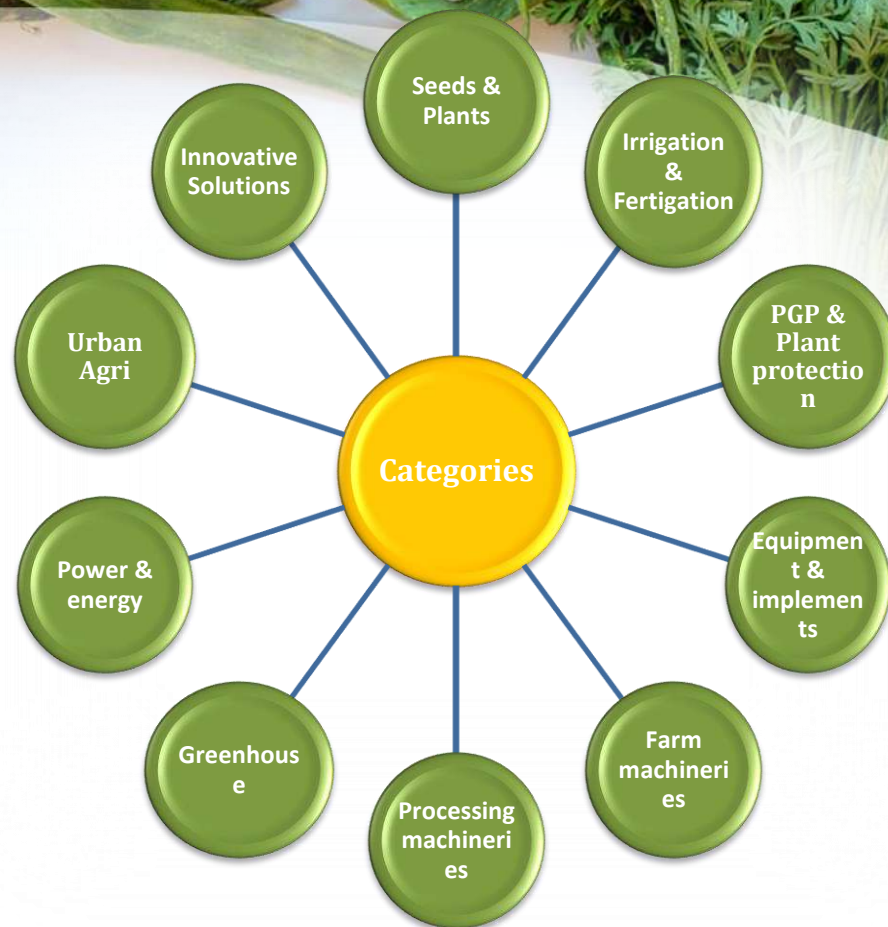 Seeds &
Plants
Irrigation
&
Fertigation
PGP &
Plant
protectio
n
Equipmen
t &
implemen
ts
Farm
machineri
es
Processing
machineri
es
Greenhous
e
Power &
energy
Urban
Agri
Innovative
Solutions
Categories